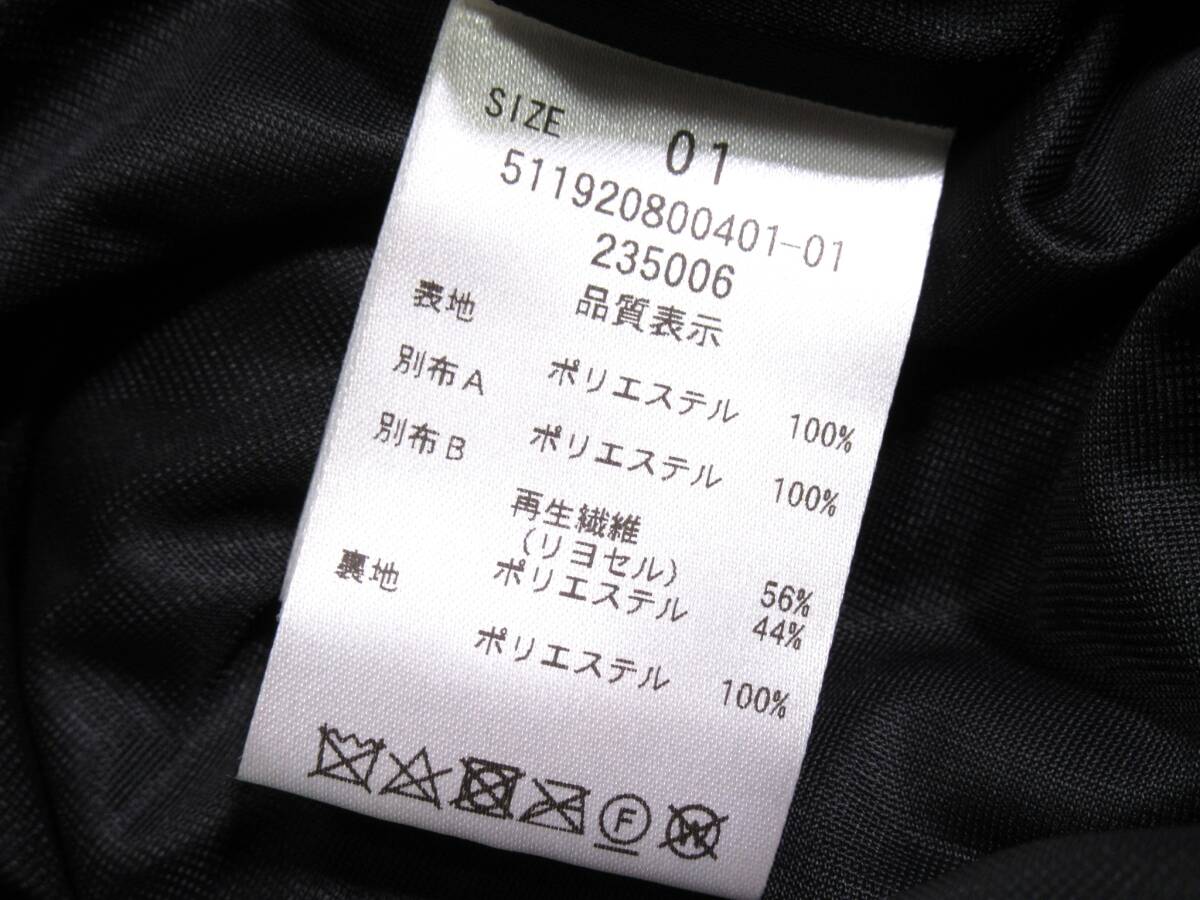 SIZE 01
511920800401-01
235006
品質表示
表地
ポリエステル 100%
別布A
ポリエステル 100%
別布B
再生繊維
(リヨセル) 56%
ポリエステル 44%
裏地
ポリエステル 100%
F W